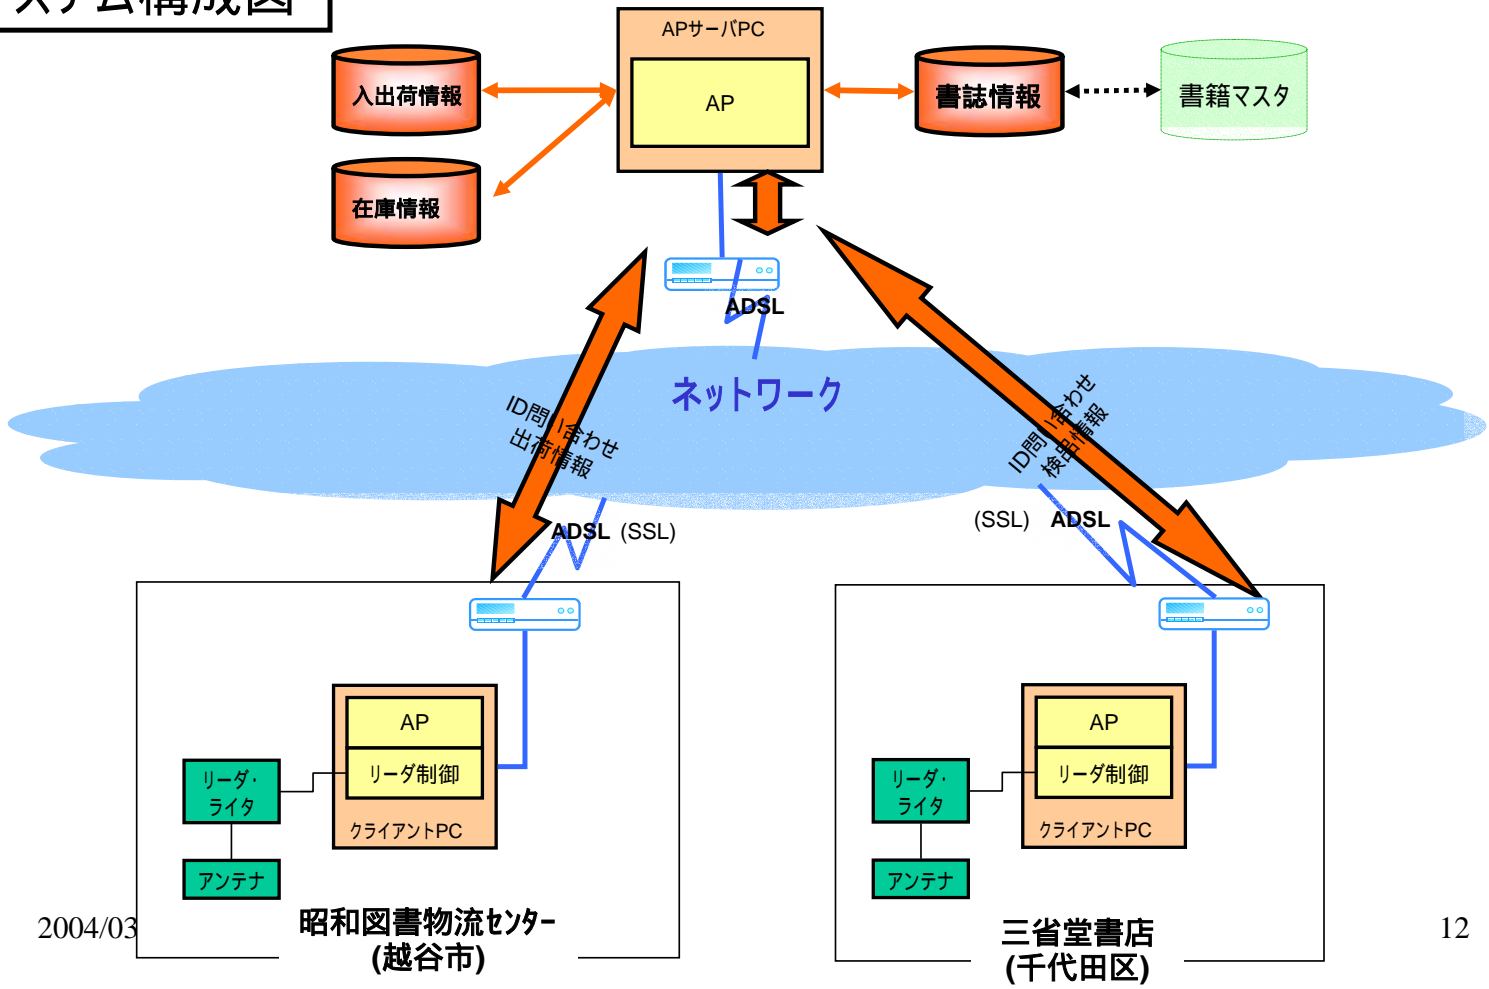 ステム構成図
APサーバPC
AP
入出荷情報
在庫情報
書誌情報
書籍マスタ
ADSL
ネットワーク
ID問い合わせ
出荷情報
ID問い合わせ
検品情報
ADSL (SSL)
(SSL) ADSL
AP
リーダ制御
クライアントPC
リーダ・
ライタ
アンテナ
昭和図書物流センター
(越谷市)
AP
リーダ制御
クライアントPC
リーダ・
ライタ
アンテナ
三省堂書店
(千代田区)
2004/03
12